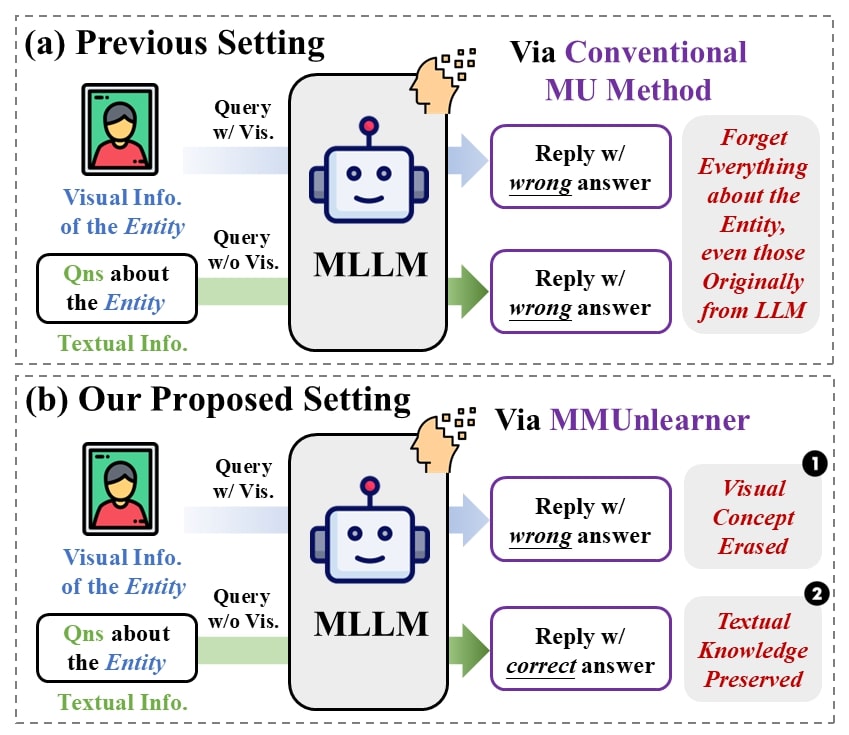 (a) Previous Setting
Via Conventional
MU Method
Query
w/ Vis.
Visual Info.
of the Entity
Query
w/o Vis.
Qns about
the Entity
Textual Info.
MLLM
Reply w/
wrong answer
Reply w/
wrong answer
Forget
Everything
about the
Entity,
even those
Originally
from LLM
(b) Our Proposed Setting
Via MMUnlearner
Query
w/ Vis.
Visual Info.
of the Entity
Query
w/o Vis.
Qns about
the Entity
Textual Info.
MLLM
Reply w/
wrong answer
Reply w/
correct answer
1
Visual
Concept
Erased
2
Textual
Knowledge
Preserved